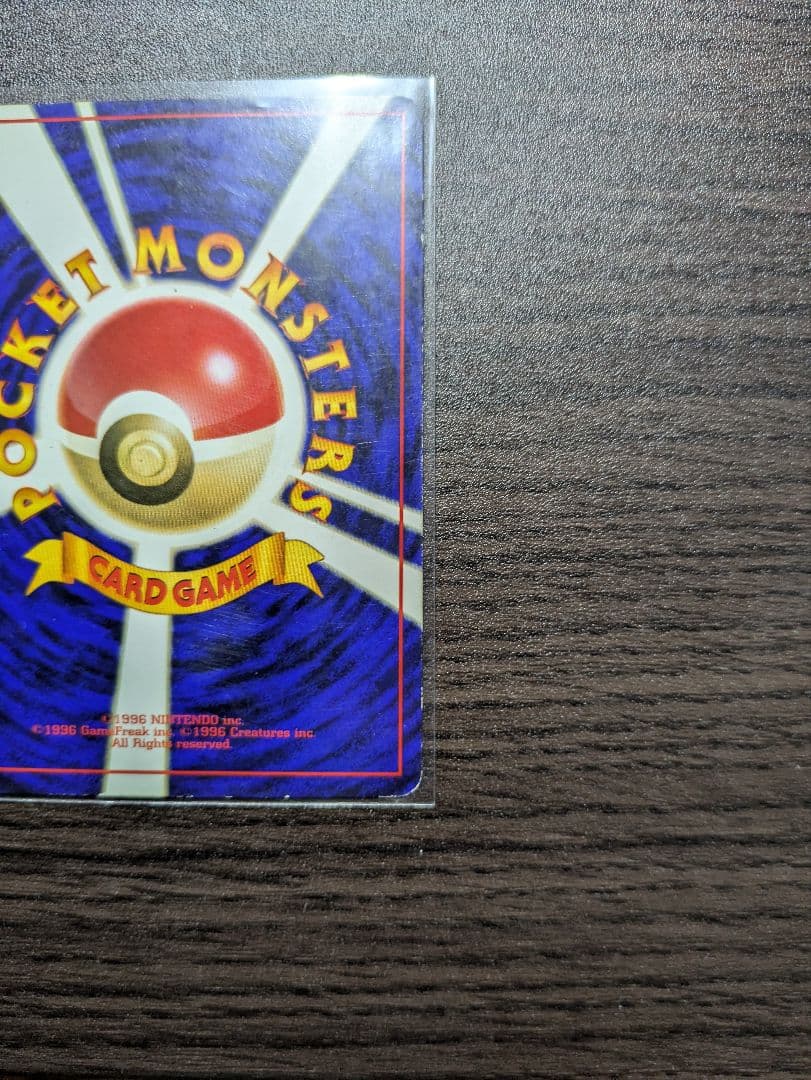 POCKET MONSTERS
CARD GAME
©1996 NINTENDO inc.
©1996 GameFreak inc. ©1996 Creatures inc.
All Rights reserved.